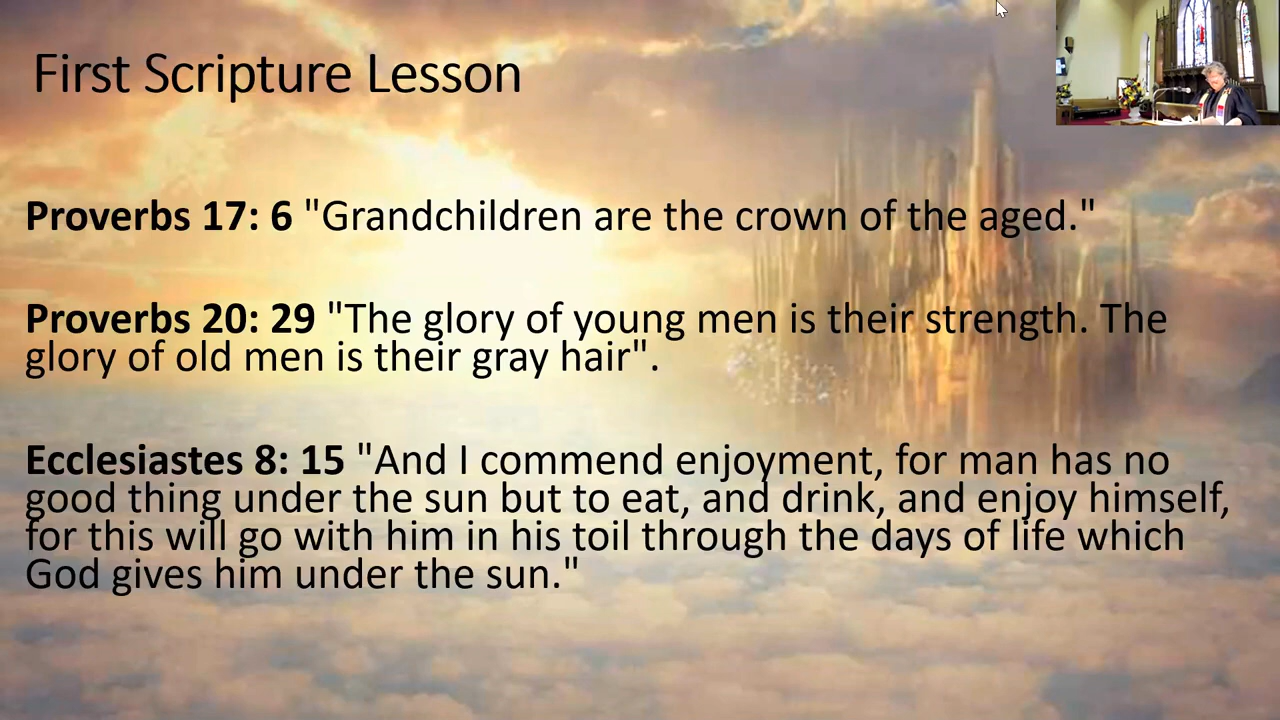 First Scripture Lesson
Proverbs 17: 6 "Grandchildren are the crown of the aged."
Proverbs 20: 29 "The glory of young men is their strength. The
glory of old men is their gray hair".
Ecclesiastes 8: 15 "And I commend enjoyment, for man has no
good thing under the sun but to eat, and drink, and enjoy himself,
for this will go with him in his toil through the days of life which
God gives him under the sun."